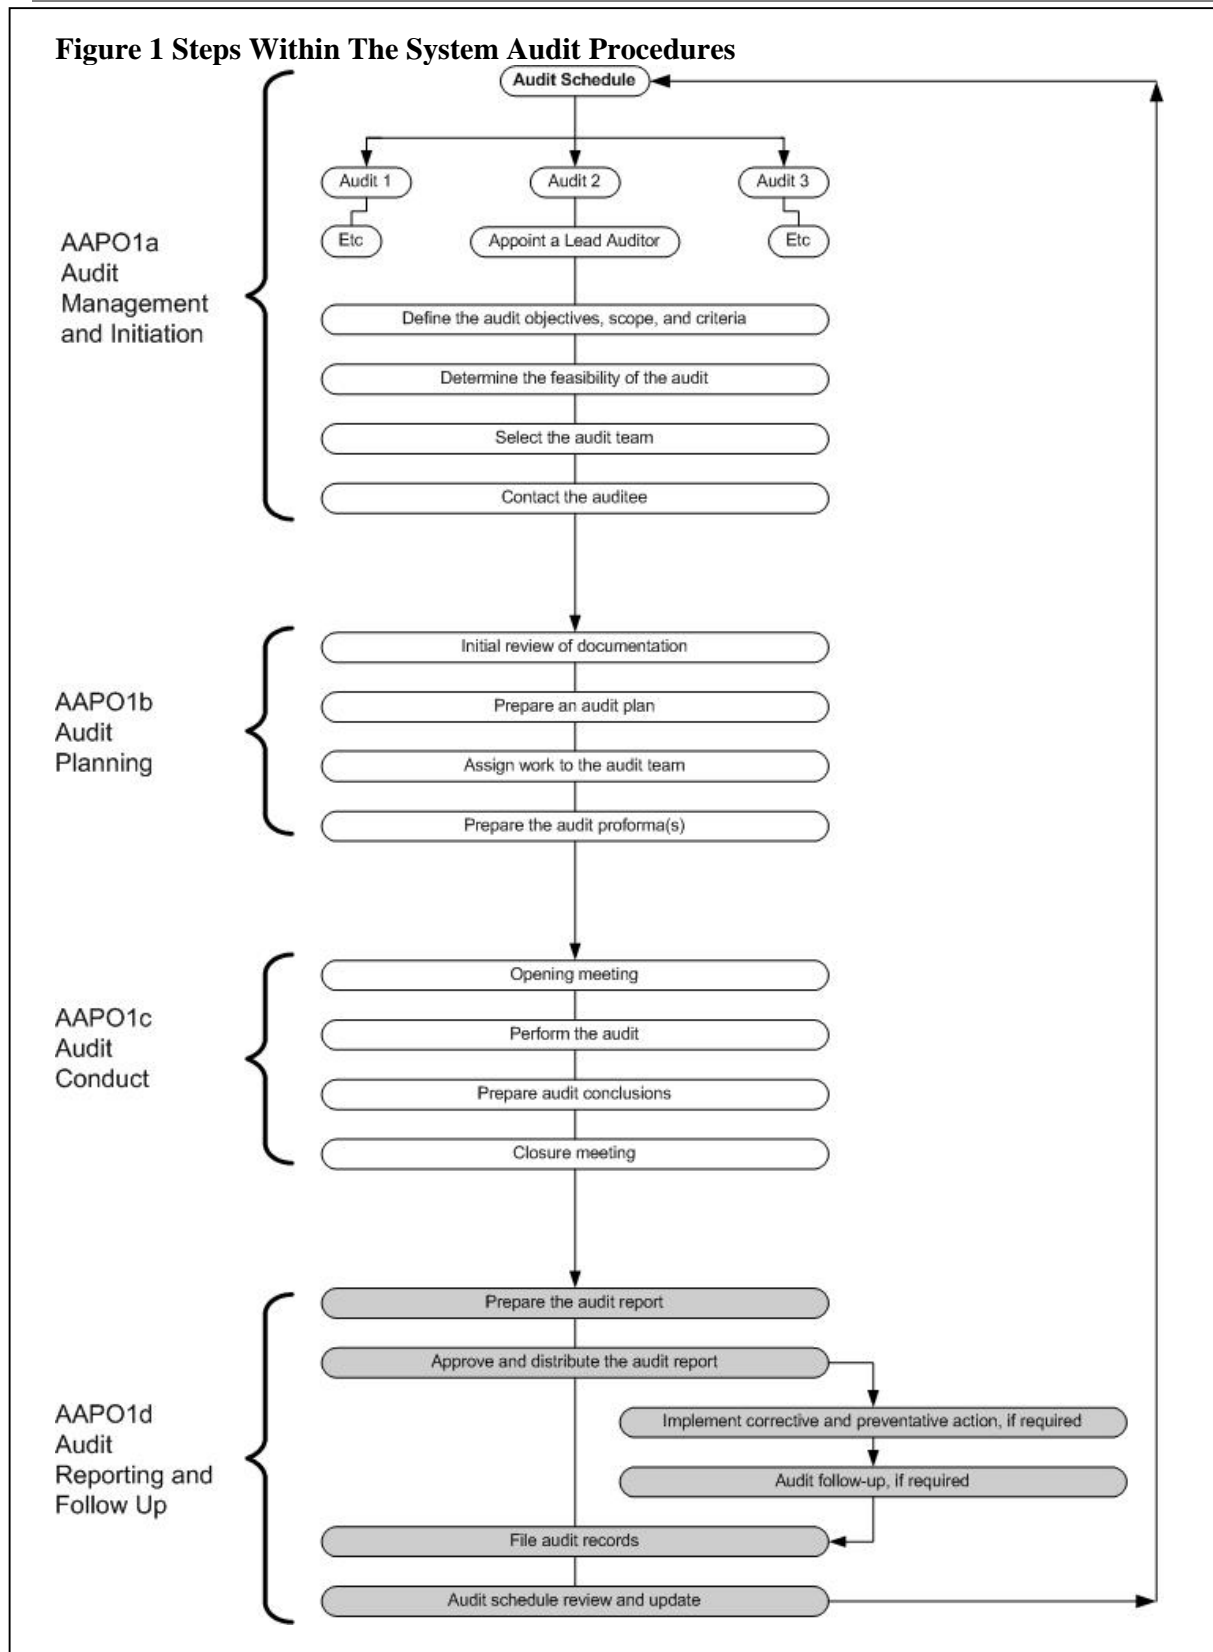 Figure 1 Steps Within The System Audit Procedures
Audit Schedule
Audit 1
Audit 2
Audit 3
Etc
Appoint a Lead Auditor
Etc
AAPO1a
Audit
Management
and Initiation
Define the audit objectives, scope, and criteria
Determine the feasibility of the audit
Select the audit team
Contact the auditee
AAPO1b
Audit
Planning
Initial review of documentation
Prepare an audit plan
Assign work to the audit team
Prepare the audit proforma(s)
AAPO1c
Audit
Conduct
Opening meeting
Perform the audit
Prepare audit conclusions
Closure meeting
AAPO1d
Audit
Reporting and
Follow Up
Prepare the audit report
Approve and distribute the audit report
Implement corrective and preventative action, if required
Audit follow-up, if required
File audit records
Audit schedule review and update